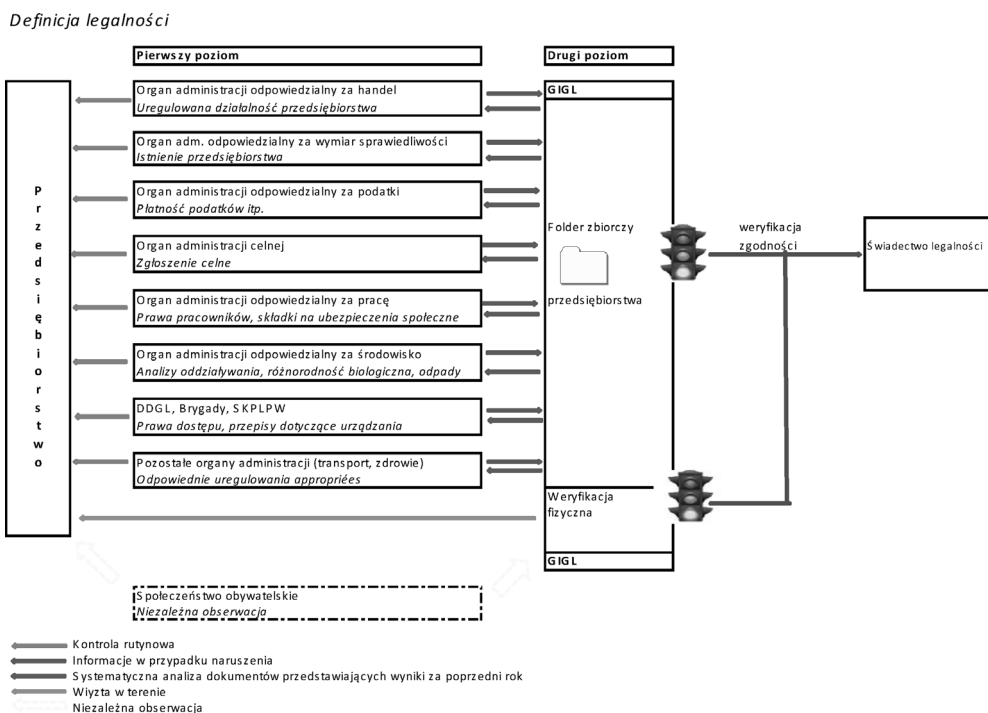 Definicja legalności
Pierwszy poziom
Drugi poziom
Przedsiębiorstwo
Organ administracji odpowiedzialny za handel
Uregulowana działalność przedsiębiorstwa
Organ adm. odpowiedzialny za wymiar sprawiedliwości
Istnienie przedsiębiorstwa
Organ administracji odpowiedzialny za podatki
Płatność podatków itp.
Organ administracji celnej
Zgłoszenie celne
Organ administracji odpowiedzialny za pracę
Prawa pracowników, składki na ubezpieczenia społeczne
Organ administracji odpowiedzialny za środowisko
Analizy oddziaływania, różnorodność biologiczna, odpady
DDGL, Brygady, SKPLPW
Prawa dostępu, przepisy dotyczące urządzania
Pozostałe organy administracji (transport, zdrowie)
Odpowiednie uregulowania appropriées
GIGL
Folder zbiorczy
przedsiębiorstwa
Weryfikacja
fizyczna
GIGL
weryfikacja
zgodności
Świadectwo legalności
Społeczeństwo obywatelskie
Niezależna obserwacja
Kontrola rutynowa
Informacje w przypadku naruszenia
Systematyczna analiza dokumentów przedstawiających wyniki za poprzedni rok
Wiyzta w terenie
Niezależna obserwacja